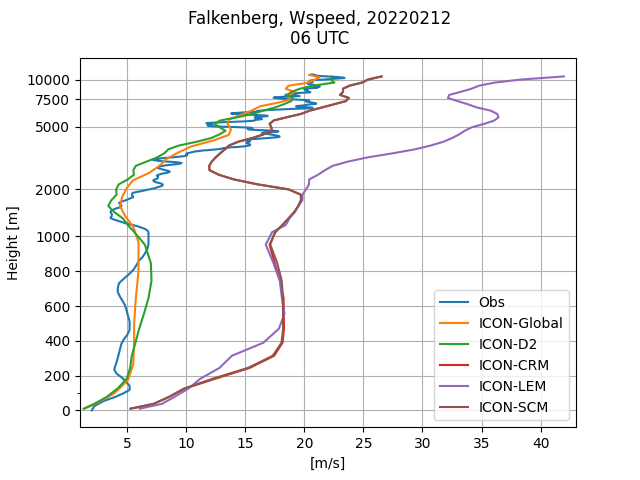 Falkenberg, Wspeed, 20220212
06 UTC
Height [m]
10000
7500
5000
2000
1000
800
600
400
200
0
5
10
15
20
25
30
35
40
[m/s]
Obs
ICON-Global
ICON-D2
ICON-CRM
ICON-LEM
ICON-SCM